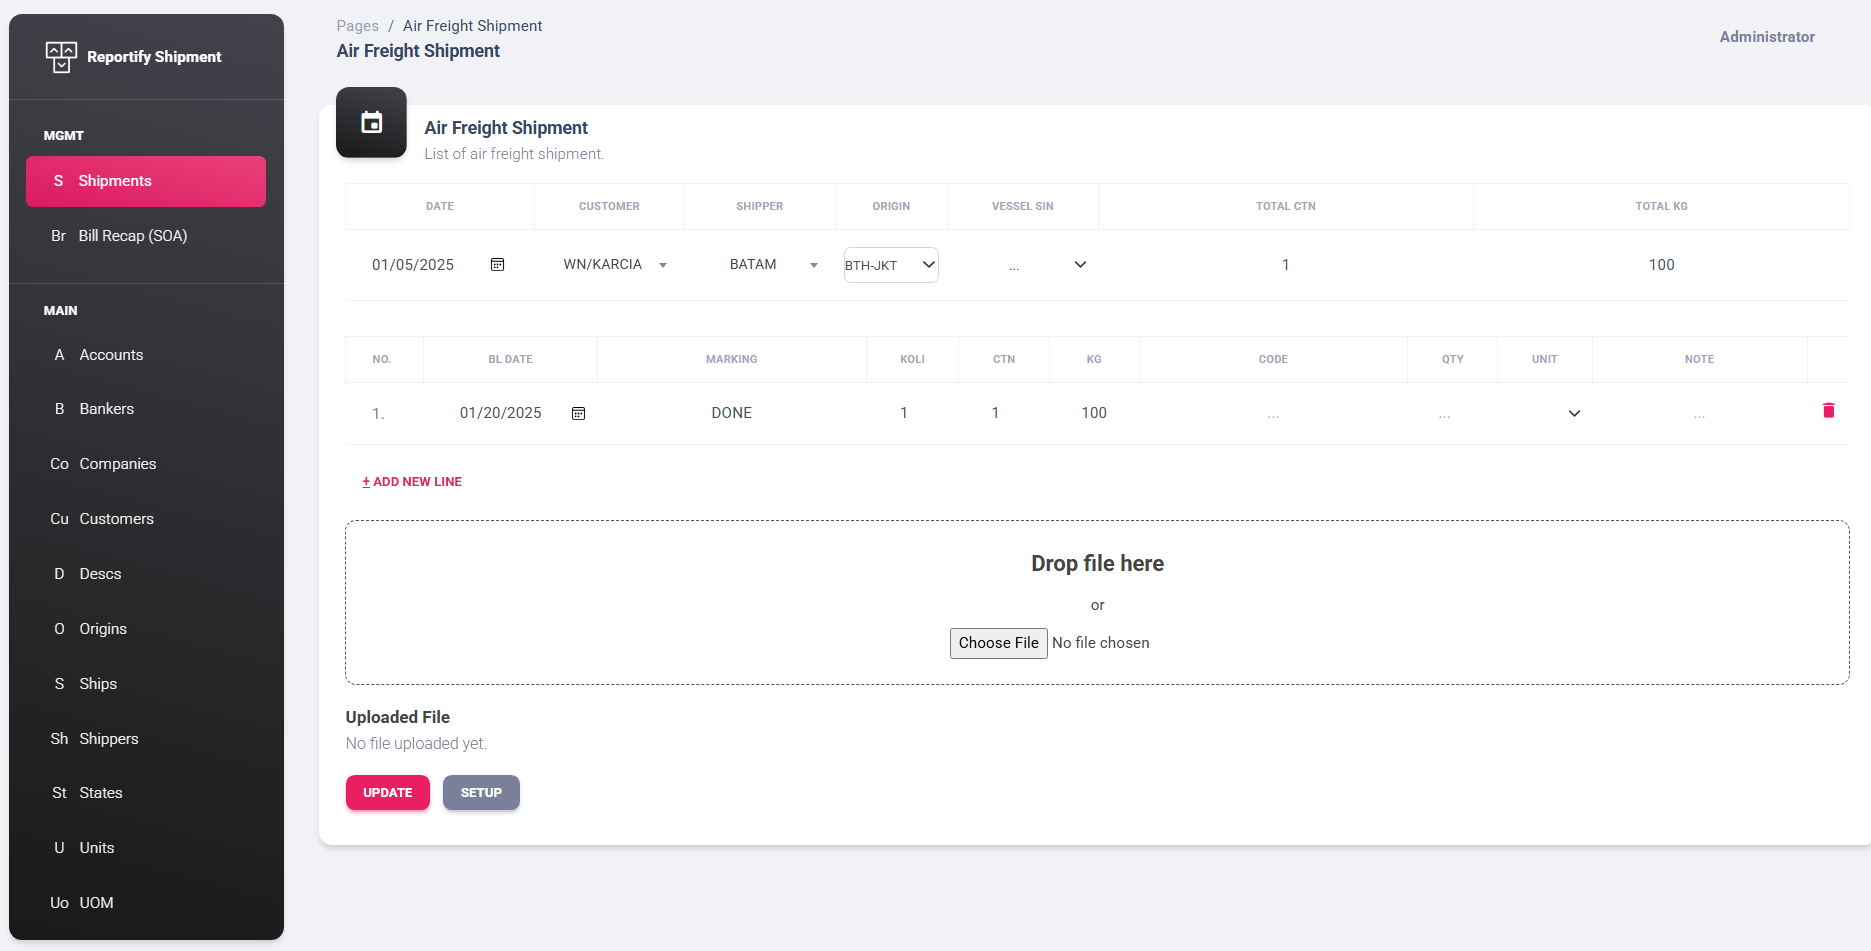 Reportify Shipment
MGMT
S Shipments
Br Bill Recap (SOA)
MAIN
A Accounts
B Bankers
Co Companies
Cu Customers
D Descs
O Origins
S Ships
Sh Shippers
St States
U Units
Uo UOM
Pages / Air Freight Shipment
Air Freight Shipment
Administrator
Air Freight Shipment
List of air freight shipment.
DATE CUSTOMER SHIPPER ORIGIN VESSEL SIN TOTAL CTN TOTAL KG
01/05/2025 WN/KARCIA BATAM BTH-JKT ... 1 100
NO. BL DATE MARKING KOLI CTN KG CODE QTY UNIT NOTE
1. 01/20/2025 DONE 1 1 100 ... ... ...
+ ADD NEW LINE
Drop file here
or
Choose File No file chosen
Uploaded File
No file uploaded yet.
UPDATE SETUP